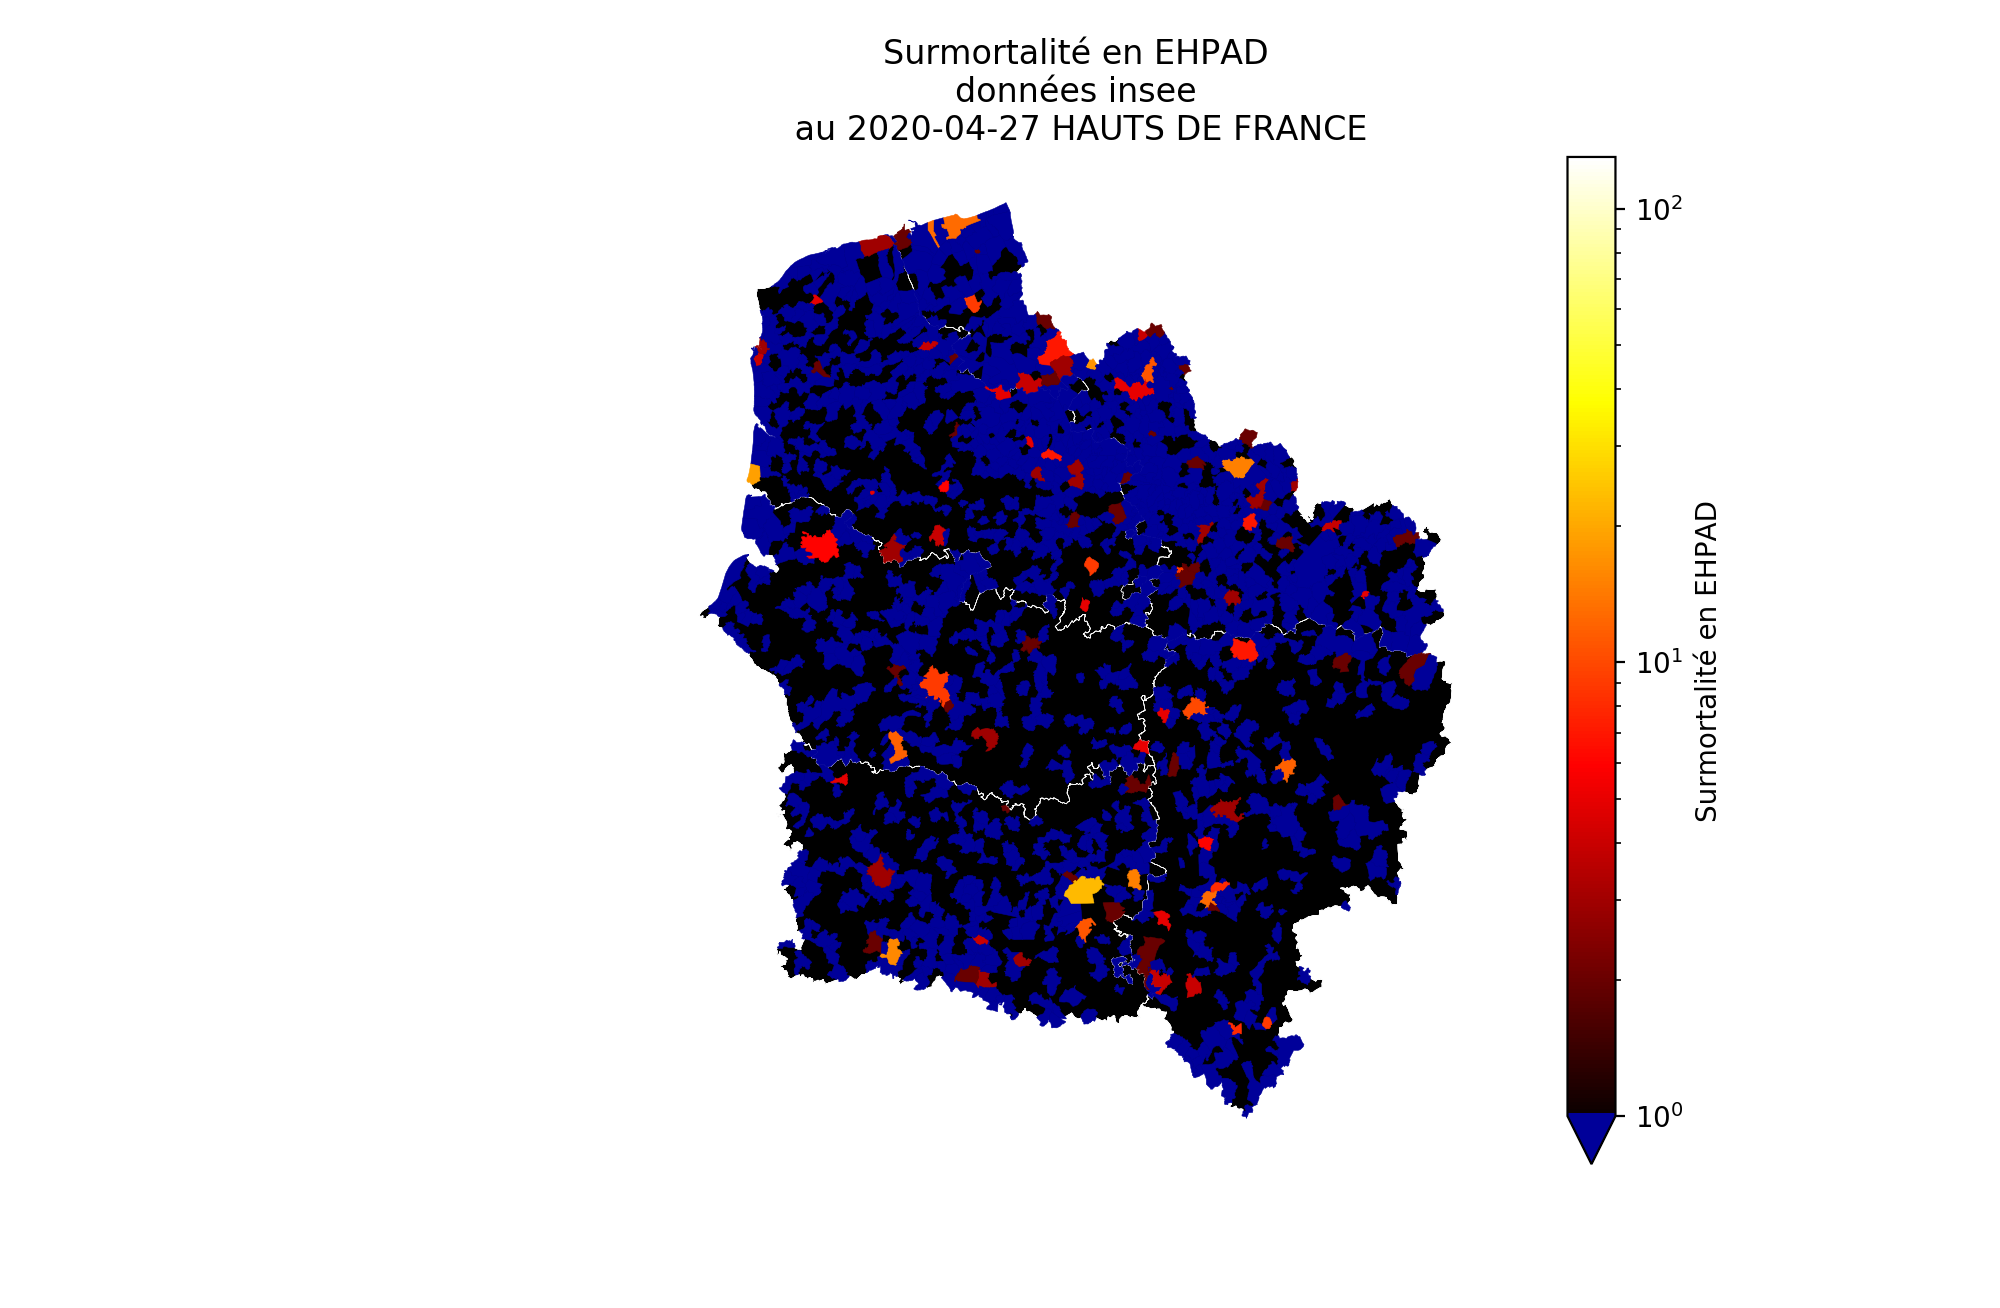 Surmortalité en EHPAD
données insee
au 2020-04-27 HAUTS DE FRANCE
10²
10¹
10⁰
Surmortalité en EHPAD